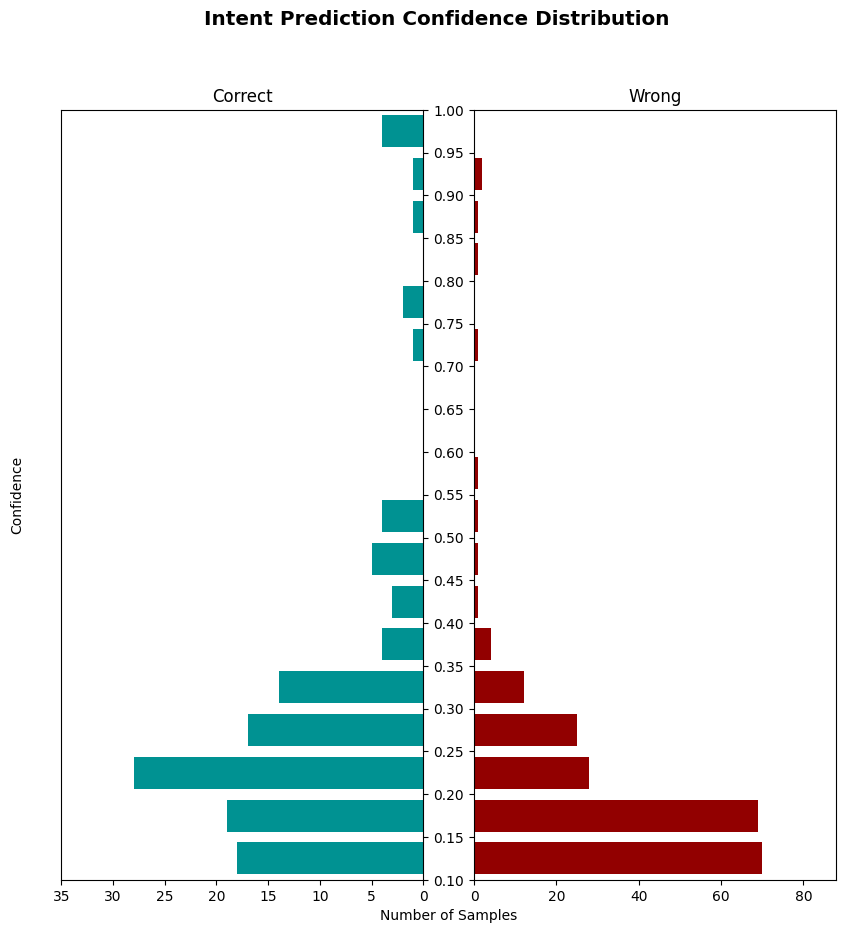 Intent Prediction Confidence Distribution
Correct
Wrong
Confidence
1.00
0.95
0.90
0.85
0.80
0.75
0.70
0.65
0.60
0.55
0.50
0.45
0.40
0.35
0.30
0.25
0.20
0.15
0.10
35 30 25 20 15 10 5 0
0 20 40 60 80
Number of Samples